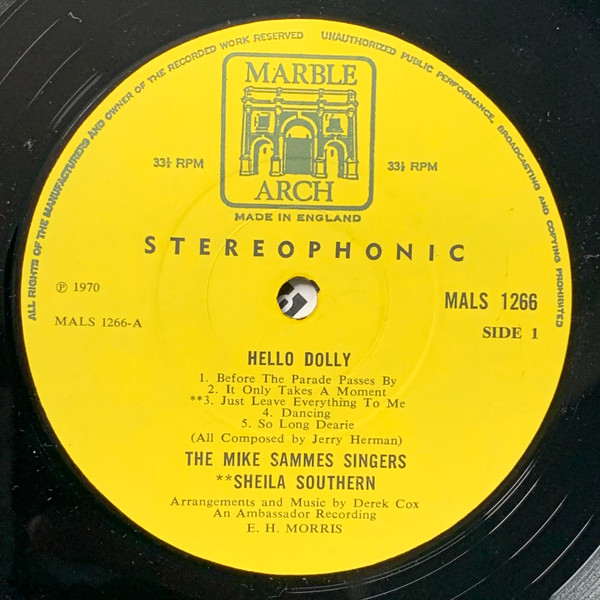 ALL RIGHTS OF THE MANUFACTURERS AND OWNER OF THE RECORDED WORK RESERVED UNAUTHORIZED PUBLIC PERFORMANCE, BROADCASTING AND COPYING PROHIBITED
MARBLE
ARCH
33⅓ RPM
33⅓ RPM
MADE IN ENGLAND
STEREOPHONIC
℗ 1970
MALS 1266
MALS 1266-A
SIDE 1
HELLO DOLLY
1. Before The Parade Passes By
2. It Only Takes A Moment
**3. Just Leave Everything To Me
4. Dancing
5. So Long Dearie
(All Composed by Jerry Herman)
THE MIKE SAMMES SINGERS
**SHEILA SOUTHERN
Arrangements and Music by Derek Cox
An Ambassador Recording
E. H. MORRIS